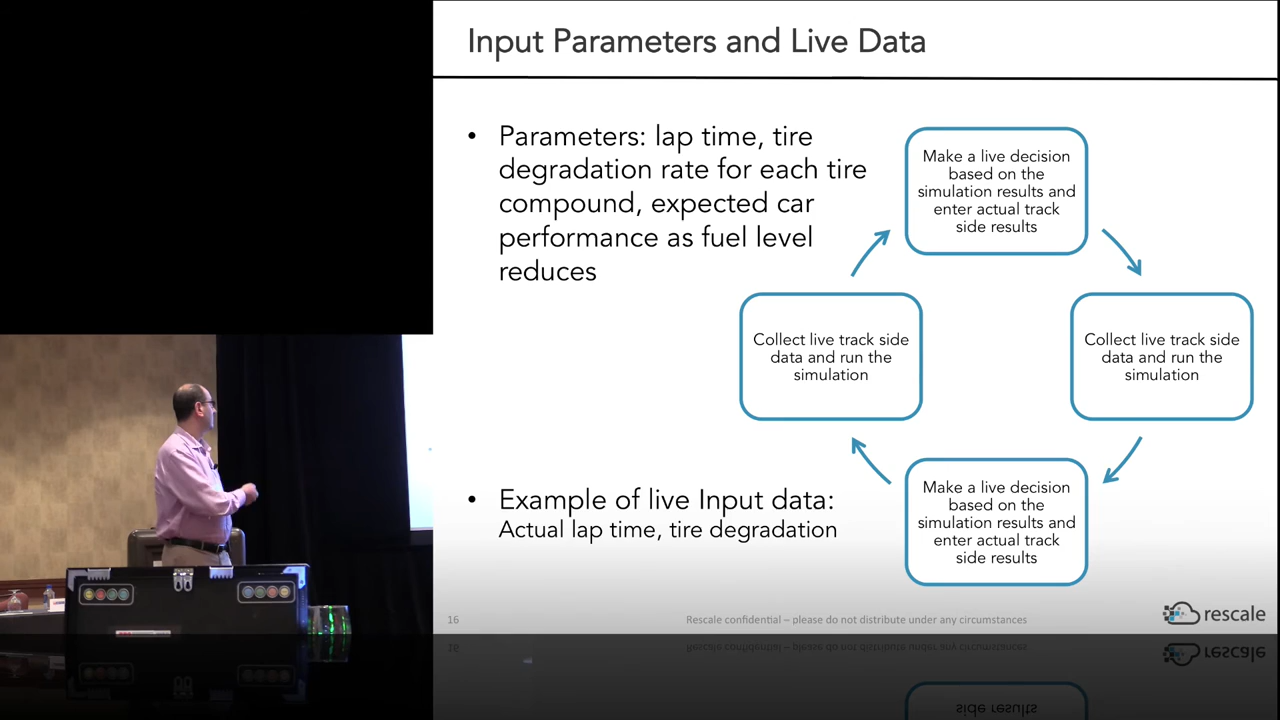 Input Parameters and Live Data
• Parameters: lap time, tire
degradation rate for each tire
compound, expected car
performance as fuel level
reduces
Make a live decision
based on the
simulation results and
enter actual track
side results
Collect live track side
data and run the
simulation
Collect live track side
data and run the
simulation
• Example of live Input data:
Actual lap time, tire degradation
Make a live decision
based on the
simulation results and
enter actual track
side results
16
Rescale confidential – please do not distribute under any circumstances
rescale